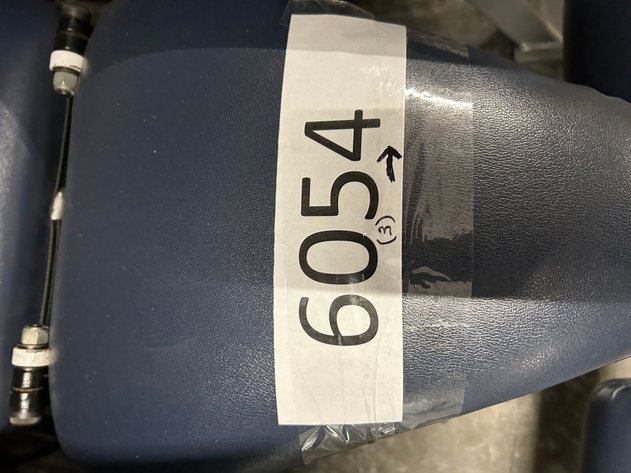 6054
(3) →